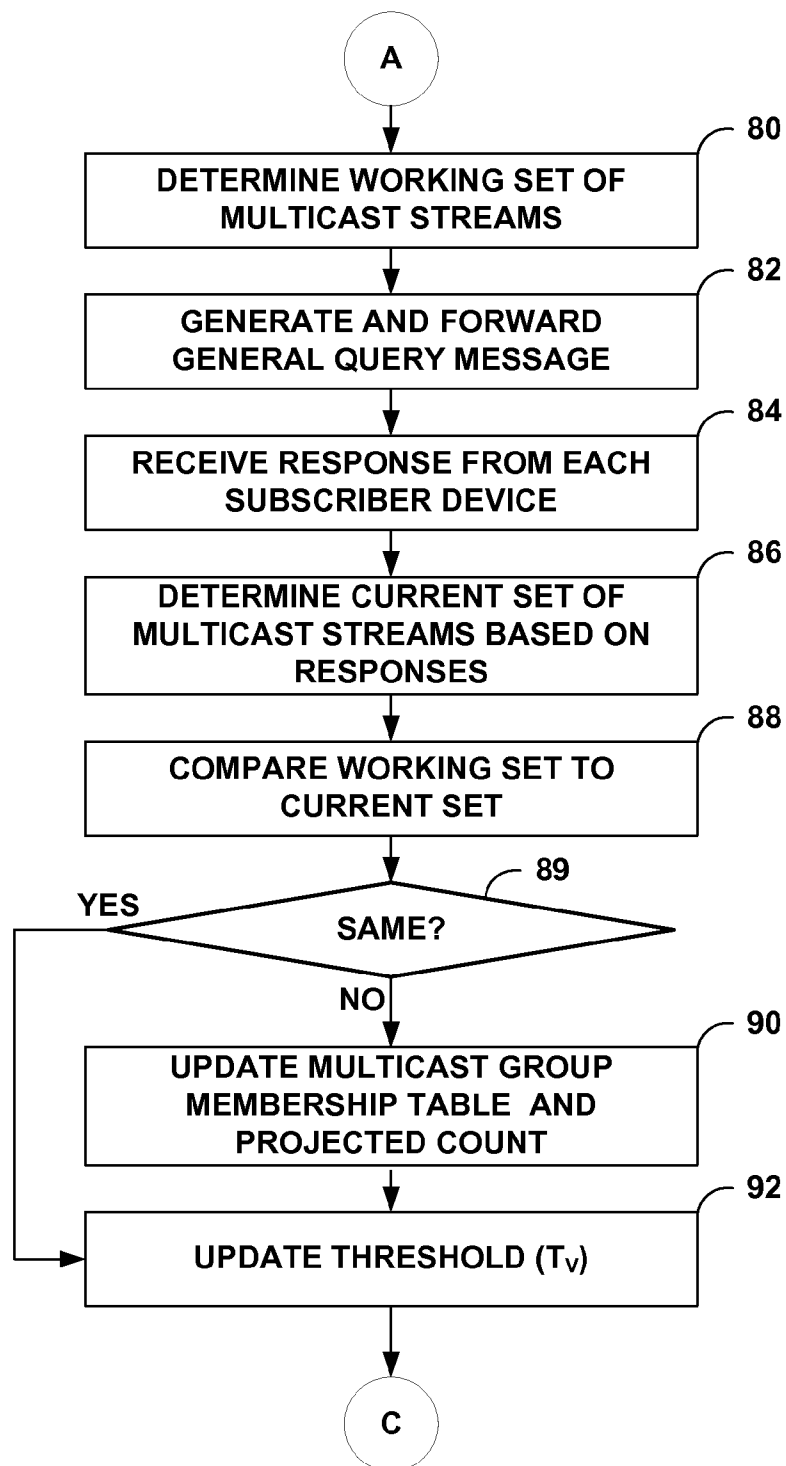 A
80
DETERMINE WORKING SET OF
MULTICAST STREAMS
82
GENERATE AND FORWARD
GENERAL QUERY MESSAGE
84
RECEIVE RESPONSE FROM EACH
SUBSCRIBER DEVICE
86
DETERMINE CURRENT SET OF
MULTICAST STREAMS BASED ON
RESPONSES
88
COMPARE WORKING SET TO
CURRENT SET
89
YES
SAME?
NO
90
UPDATE MULTICAST GROUP
MEMBERSHIP TABLE AND
PROJECTED COUNT
92
UPDATE THRESHOLD (TV)
C